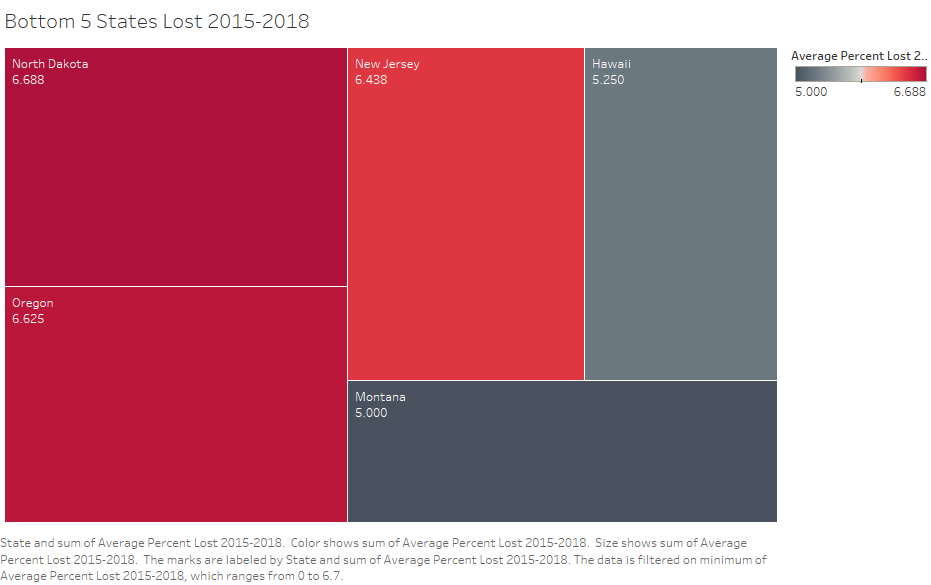 Bottom 5 States Lost 2015-2018
North Dakota
6.688
New Jersey
6.438
Hawaii
5.250
Oregon
6.625
Montana
5.000
Average Percent Lost 2..
5.000 6.688
State and sum of Average Percent Lost 2015-2018.  Color shows sum of Average Percent Lost 2015-2018.  Size shows sum of Average
Percent Lost 2015-2018.  The marks are labeled by State and sum of Average Percent Lost 2015-2018. The data is filtered on minimum of
Average Percent Lost 2015-2018, which ranges from 0 to 6.7.